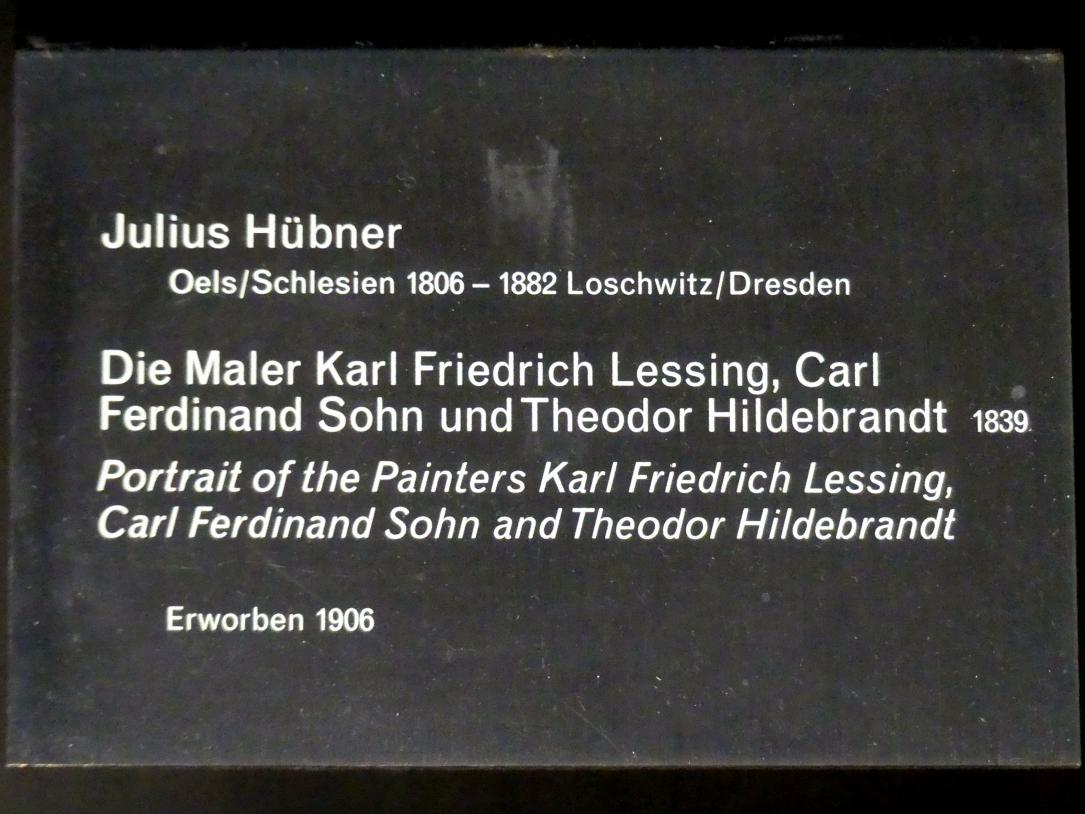 Julius Hübner
Oels/Schlesien 1806 – 1882 Loschwitz/Dresden
Die Maler Karl Friedrich Lessing, Carl
Ferdinand Sohn und Theodor Hildebrandt 1839
Portrait of the Painters Karl Friedrich Lessing,
Carl Ferdinand Sohn and Theodor Hildebrandt
Erworben 1906